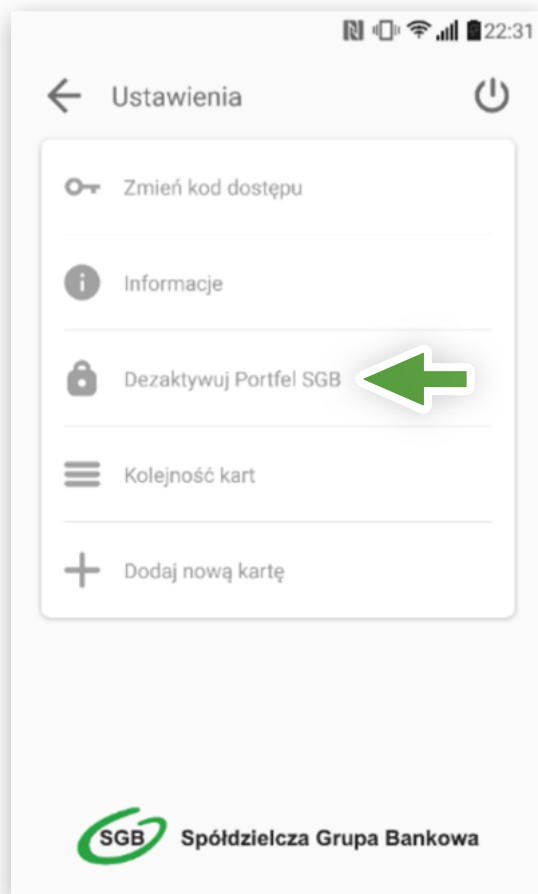 22:31
Ustawienia
Zmień kod dostępu
Informacje
Dezaktywuj Portfel SGB
Kolejność kart
Dodaj nową kartę
SGB Spółdzielcza Grupa Bankowa